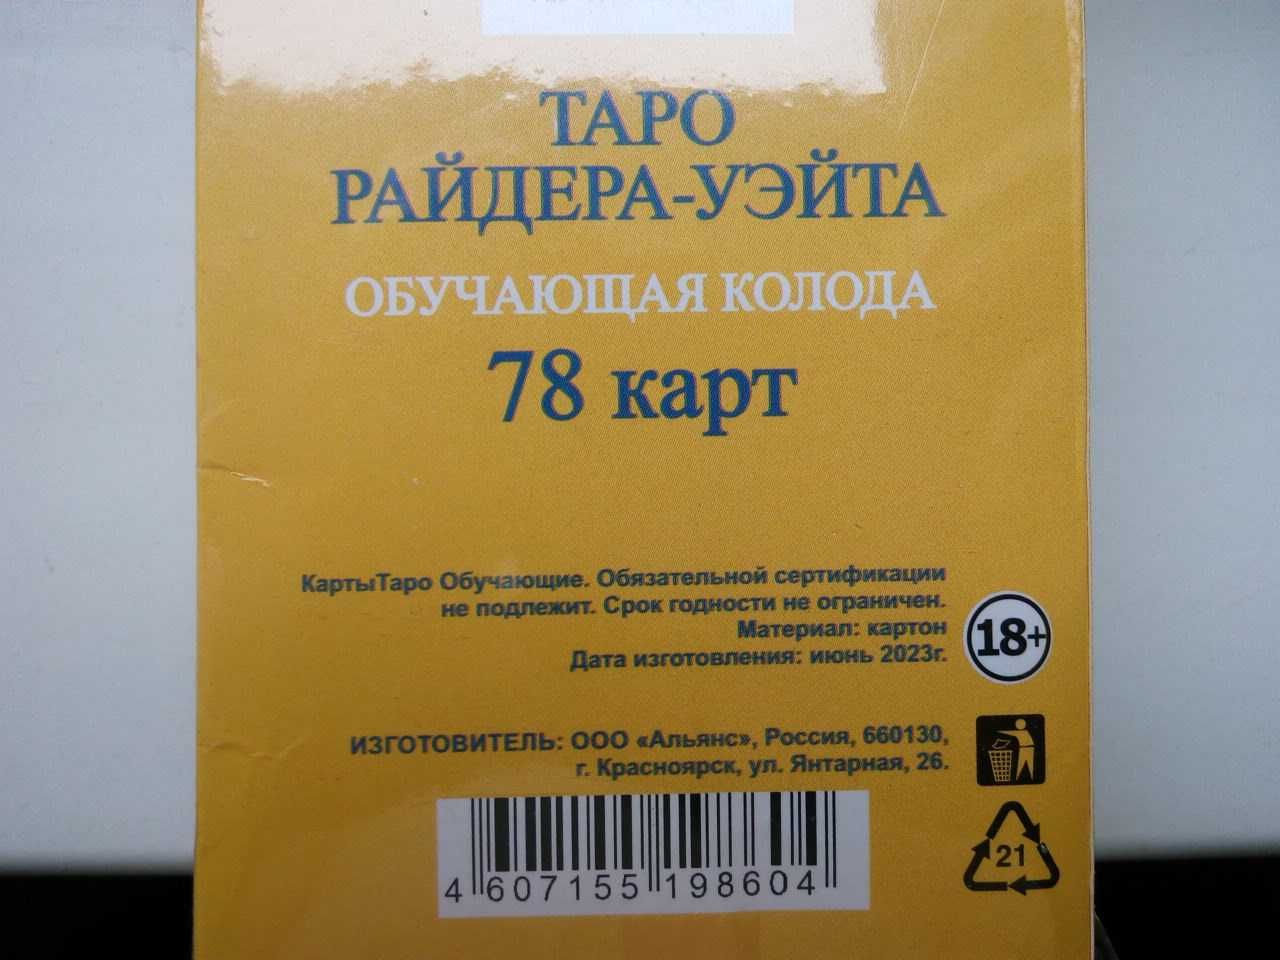 ТАРО
РАЙДЕРА-УЭЙТА
ОБУЧАЮЩАЯ КОЛОДА
78 карт
КартыТаро Обучающие. Обязательной сертификации
не подлежит. Срок годности не ограничен.
Материал: картон
Дата изготовления: июнь 2023г.
18+
ИЗГОТОВИТЕЛЬ: ООО «Альянс», Россия, 660130,
г. Красноярск, ул. Янтарная, 26.
21
4 607155 198604